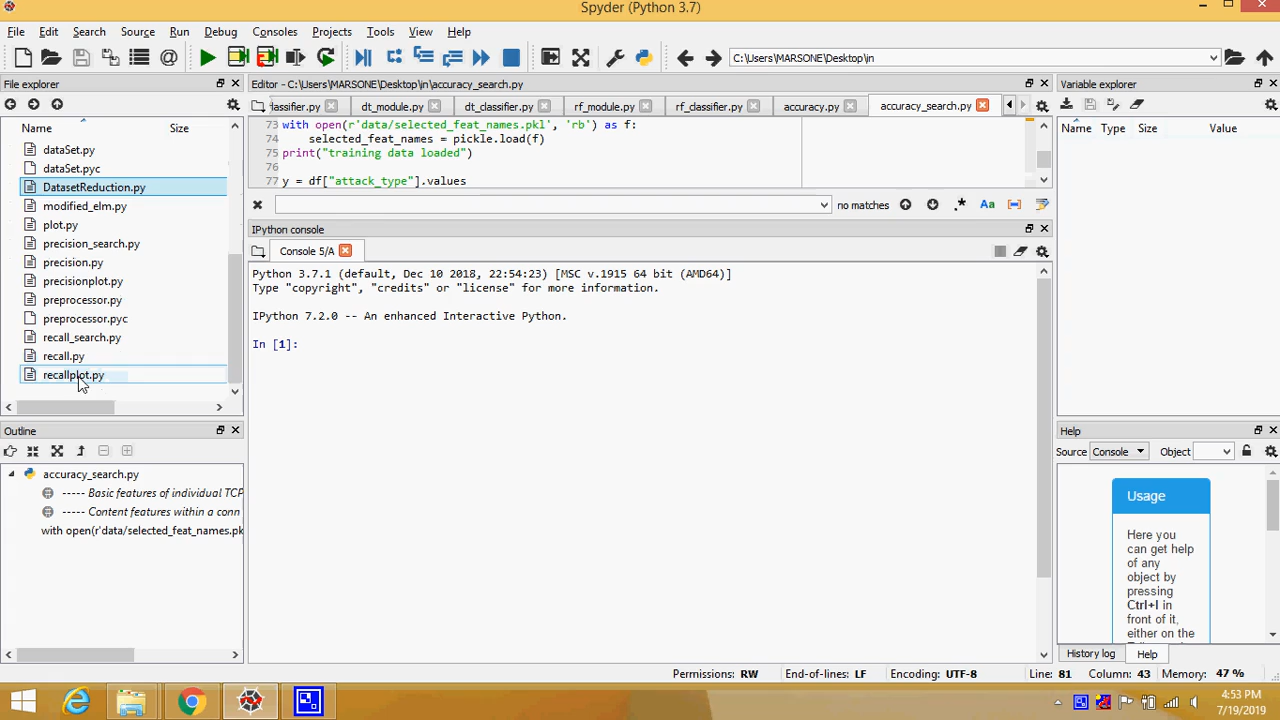 Spyder (Python 3.7)
File Edit Search Source Run Debug Consoles Projects Tools View Help
C:\Users\MARSONE\Desktop\in
File explorer
Name Size
dataSet.py
dataSet.pyc
DatasetReduction.py
modified_elm.py
plot.py
precision_search.py
precision.py
precisionplot.py
preprocessor.py
preprocessor.pyc
recall_search.py
recall.py
recallplot.py
Outline
accuracy_search.py
----- Basic features of individual TCP
----- Content features within a conn
with open(r'data/selected_feat_names.pk
Editor - C:\Users\MARSONE\Desktop\in\accuracy_search.py
lassifier.py dt_module.py dt_classifier.py rf_module.py rf_classifier.py accuracy.py accuracy_search.py
73 with open(r'data/selected_feat_names.pkl', 'rb') as f:
74 selected_feat_names = pickle.load(f)
75 print("training data loaded")
76
77 y = df["attack_type"].values
no matches
Aa
IPython console
Console 5/A
Python 3.7.1 (default, Dec 10 2018, 22:54:23) [MSC v.1915 64 bit (AMD64)]
Type "copyright", "credits" or "license" for more information.
IPython 7.2.0 -- An enhanced Interactive Python.
In [1]:
Variable explorer
Name Type Size Value
Help
Source Console Object
Usage
Here you
can get help
of any
object by
pressing
Ctrl+I in
front of it,
either on the
History log Help
Permissions: RW End-of-lines: LF Encoding: UTF-8 Line: 81 Column: 43 Memory: 47 %
4:53 PM
7/19/2019